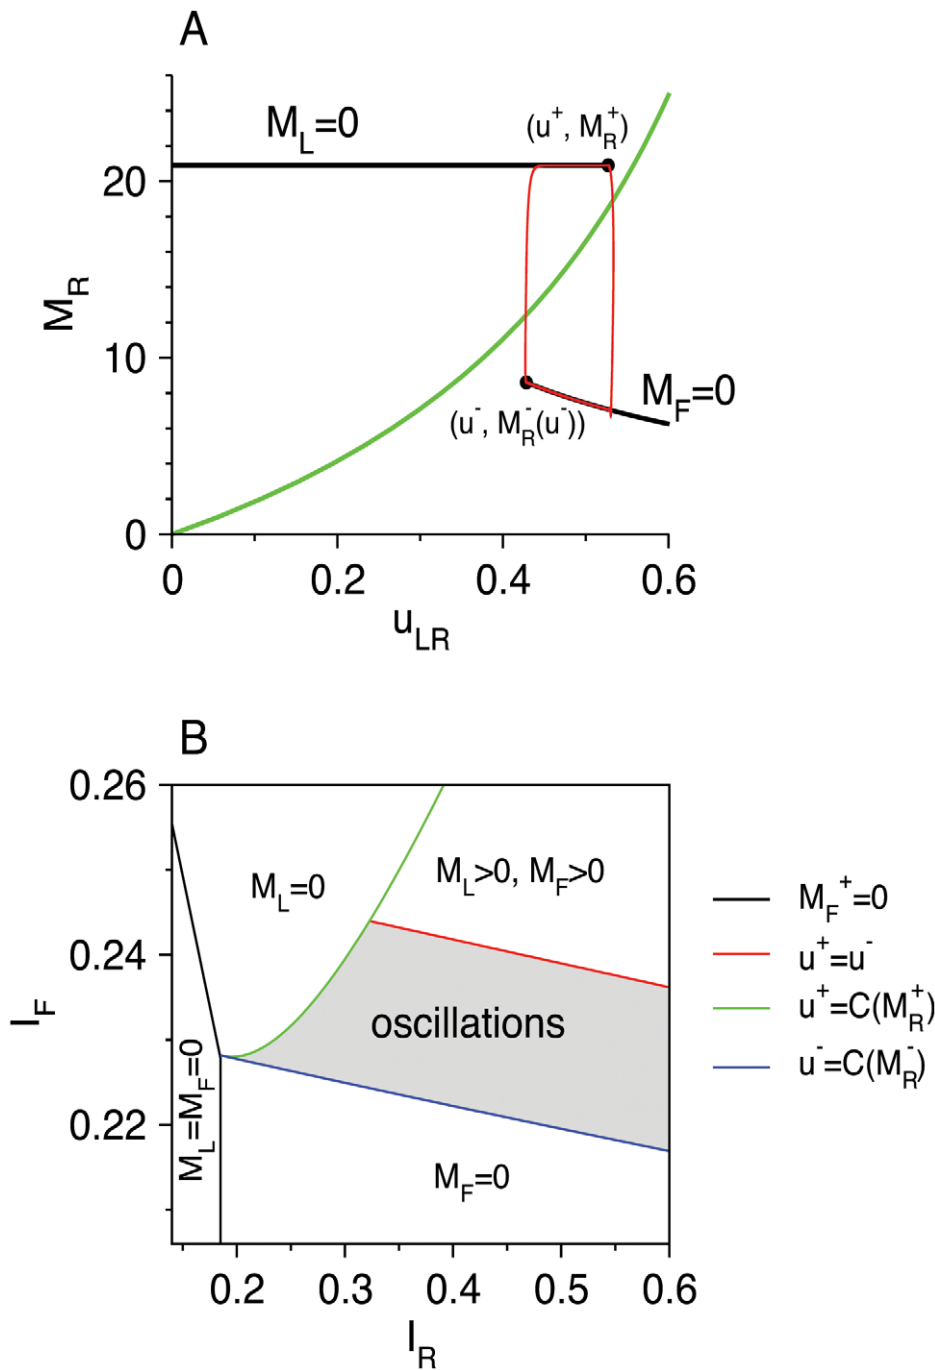 A
M_L=0
(u^+, M_R^+)
20
M_R
10
M_F=0
(u^-, M_R^-(u^-))
0
0 0.2 0.4 0.6
u_LR
B
0.26
M_L=0
M_L>0, M_F>0
M_F^+=0
0.24
u^+=u^-
I_F
oscillations
u^+=C(M_R^+)
u^-=C(M_R^-)
M_L=M_F=0
0.22
M_F=0
0.2 0.3 0.4 0.5 0.6
I_R